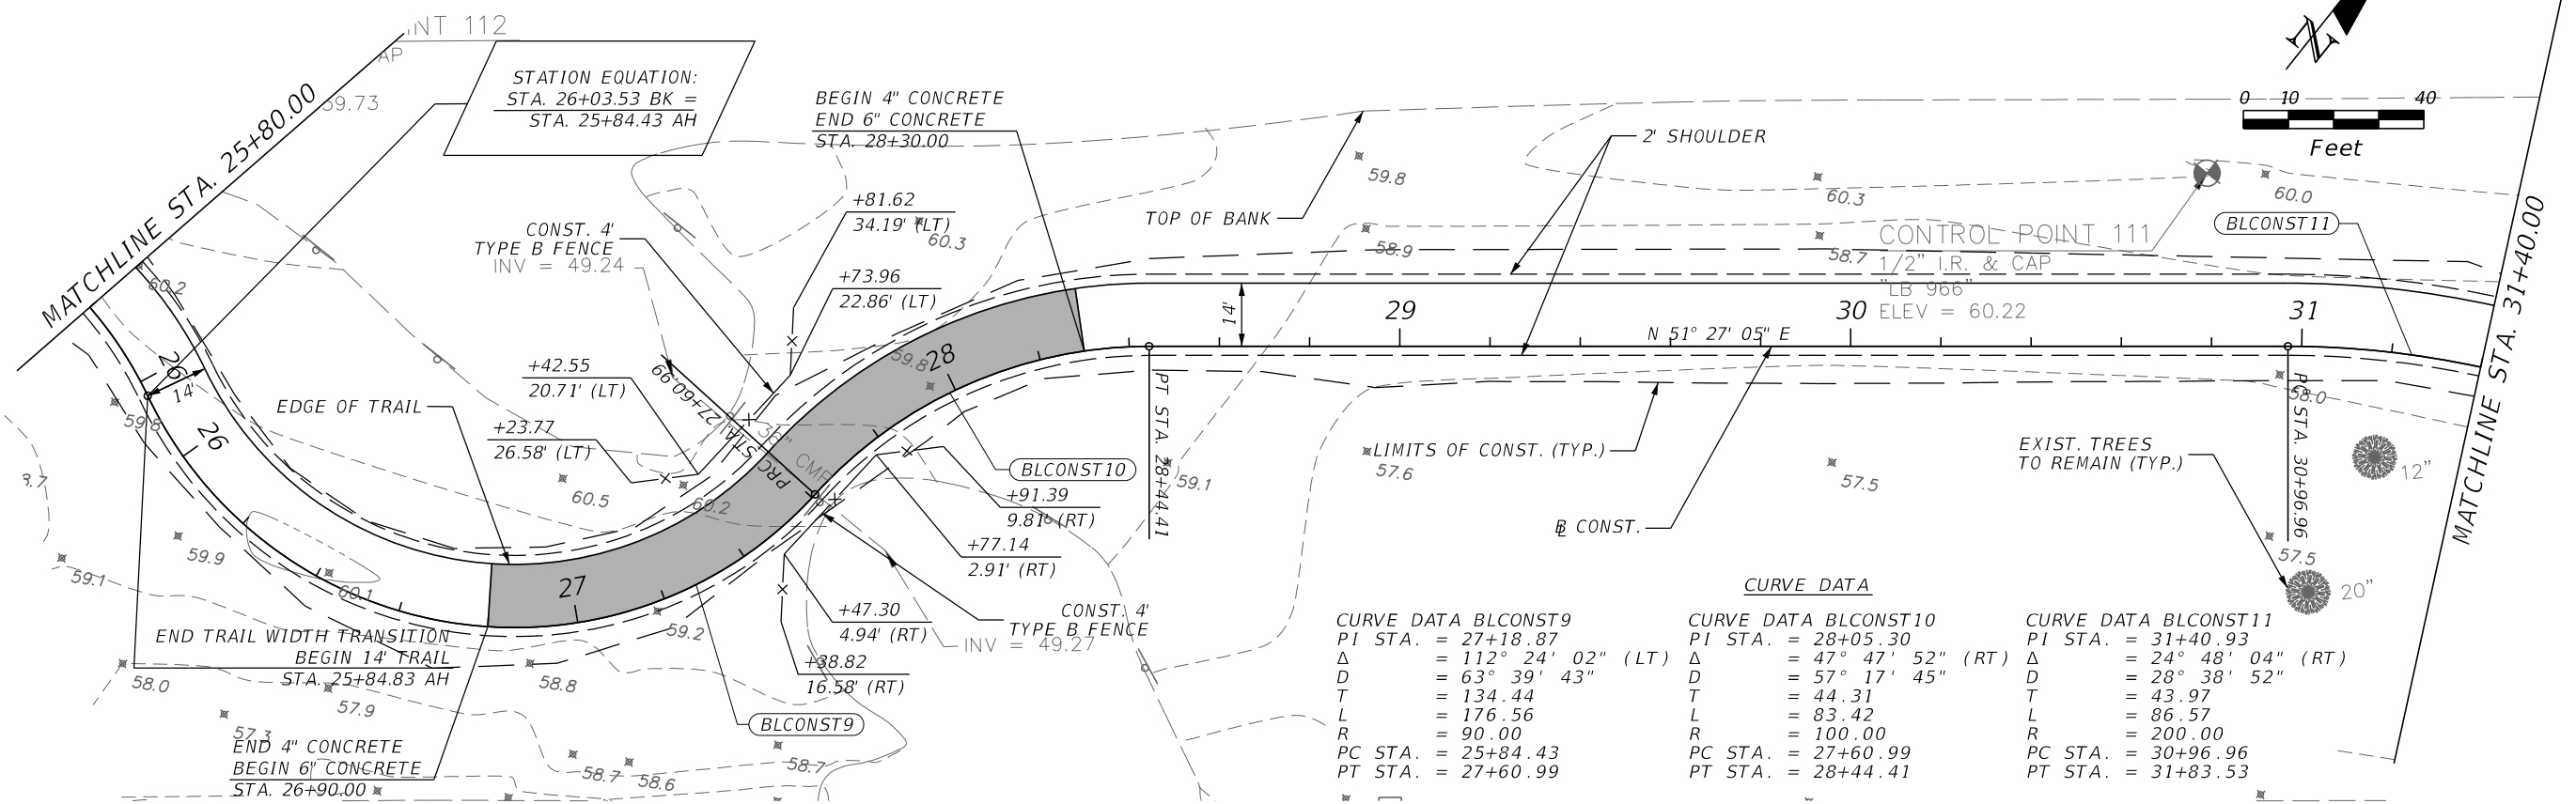 INT 112
AP
59.73
MATCHLINE STA. 25+80.00
STATION EQUATION:
STA. 26+03.53 BK =
STA. 25+84.43 AH
BEGIN 4" CONCRETE
END 6" CONCRETE
STA. 28+30.00
CONST. 4'
TYPE B FENCE
INV = 49.24
+81.62
34.19' (LT)
60.3
+73.96
22.86' (LT)
+42.55
20.71' (LT)
+23.77
26.58' (LT)
EDGE OF TRAIL
60.2
26
14'
26
59.8
60.5
60.2
PRC STA. 27+60.99
36"
CMP
59.8
28
27
BLCONST10
+91.39
9.81' (RT)
+77.14
2.91' (RT)
+47.30
4.94' (RT)
+38.82
16.58' (RT)
CONST. 4'
TYPE B FENCE
INV = 49.27
BLCONST9
59.9
59.1
60.1
59.2
END TRAIL WIDTH TRANSITION
BEGIN 14' TRAIL
STA. 25+84.83 AH
58.0
57.9
58.8
57.3
END 4" CONCRETE
BEGIN 6" CONCRETE
STA. 26+90.00
58.7
58.6
58.7
TOP OF BANK
2' SHOULDER
59.8
60.3
60.0
58.9
58.7
CONTROL POINT 111
1/2" I.R. & CAP
"LB 966"
ELEV = 60.22
BLCONST11
0 10 40
Feet
N
14'
29
30
31
N 51° 27' 05" E
PT STA. 28+44.41
PC STA. 30+96.96
59.1
LIMITS OF CONST. (TYP.)
57.6
57.5
58.0
57.5
BL CONST.
EXIST. TREES
TO REMAIN (TYP.)
12"
20"
MATCHLINE STA. 31+40.00
CURVE DATA
CURVE DATA BLCONST9
PI STA. = 27+18.87
Δ = 112° 24' 02" (LT)
D = 63° 39' 43"
T = 134.44
L = 176.56
R = 90.00
PC STA. = 25+84.43
PT STA. = 27+60.99
CURVE DATA BLCONST10
PI STA. = 28+05.30
Δ = 47° 47' 52" (RT)
D = 57° 17' 45"
T = 44.31
L = 83.42
R = 100.00
PC STA. = 27+60.99
PT STA. = 28+44.41
CURVE DATA BLCONST11
PI STA. = 31+40.93
Δ = 24° 48' 04" (RT)
D = 28° 38' 52"
T = 43.97
L = 86.57
R = 200.00
PC STA. = 30+96.96
PT STA. = 31+83.53